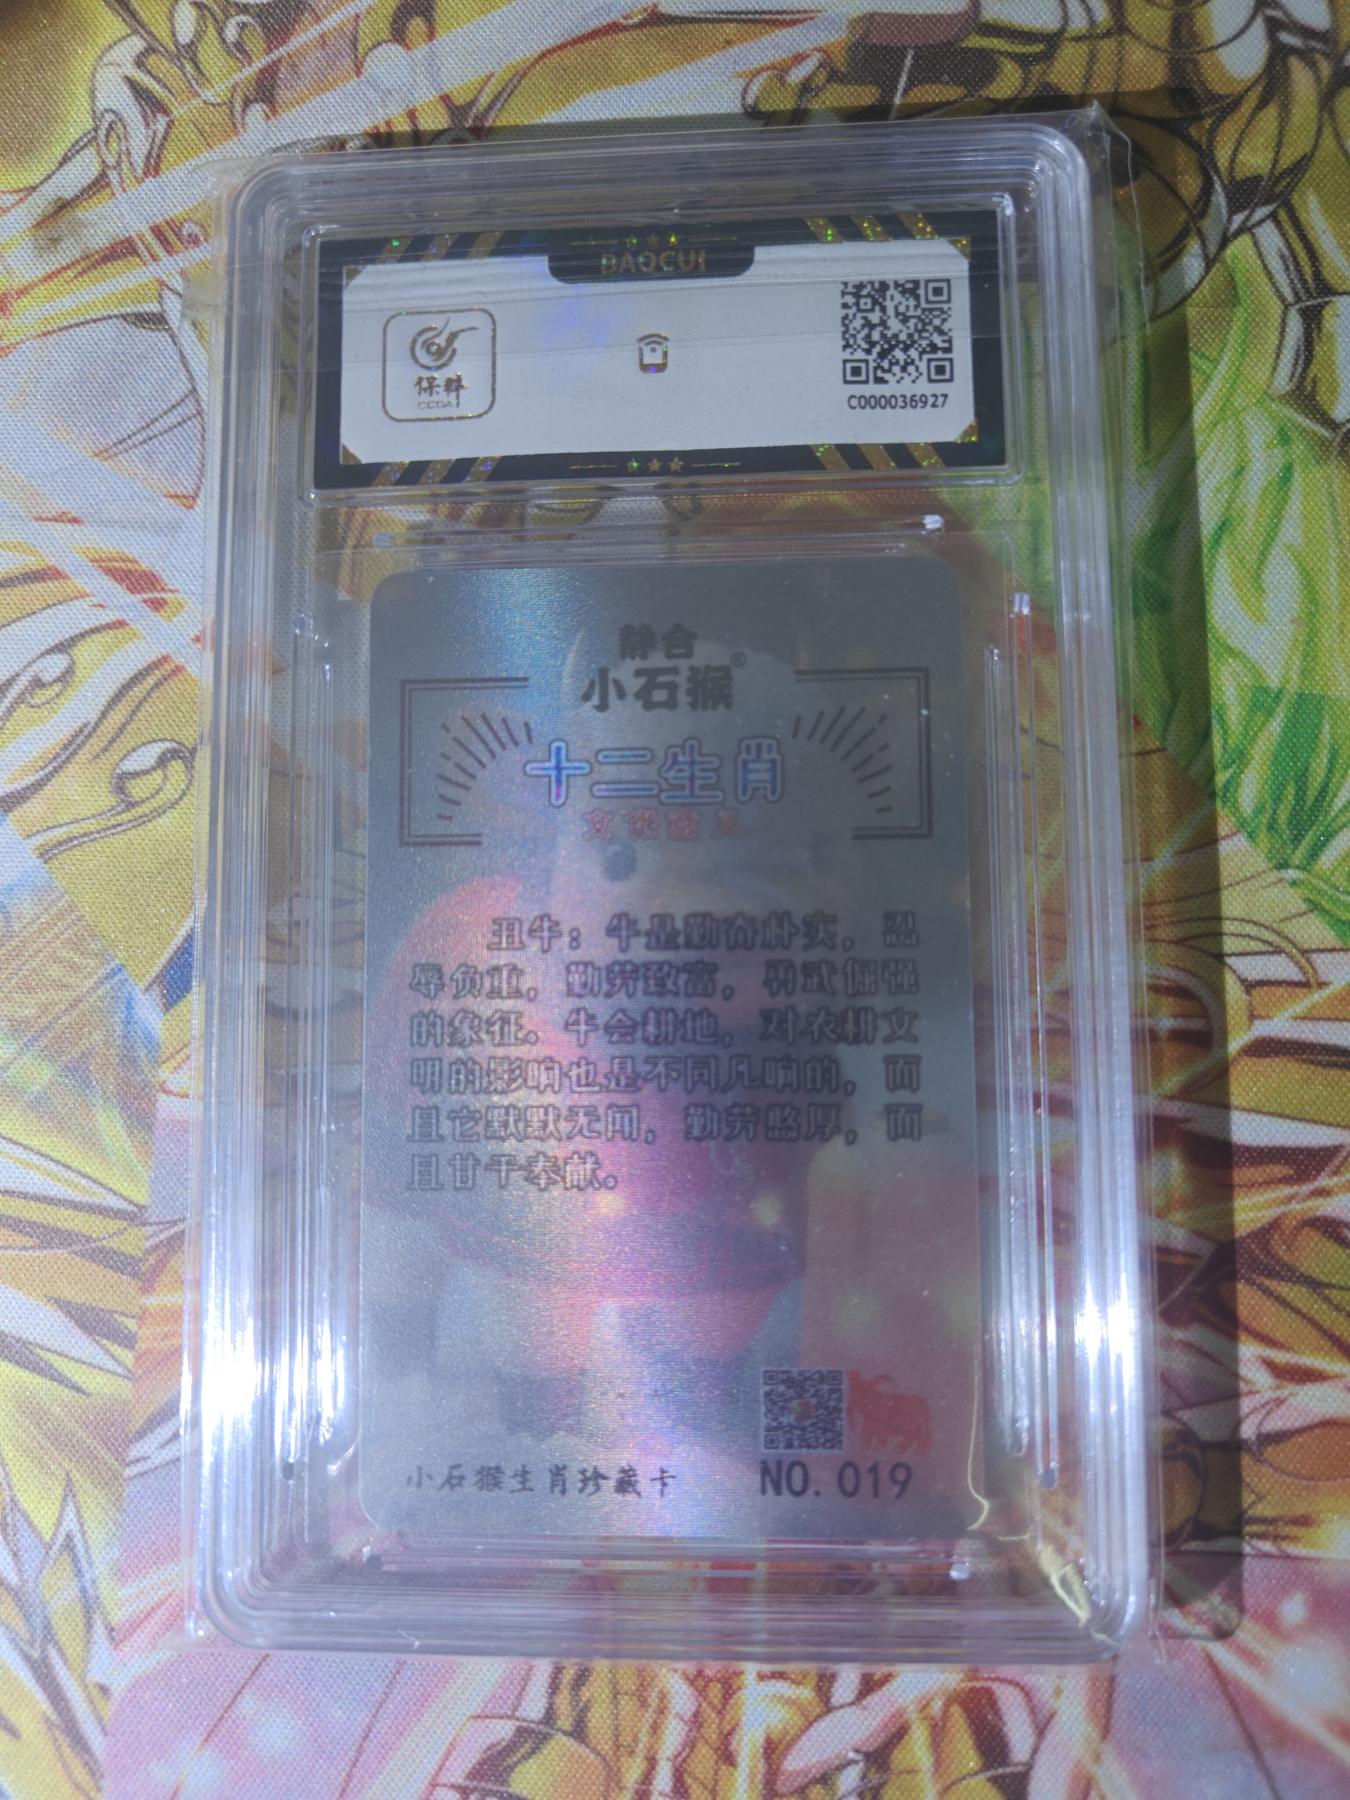 BAOCUI
保粹
CCGA
C000036927
静合
小石猴®
十二生肖
丑牛：牛是勤奋朴实，忍
辱负重，勤劳致富，勇武倔强
的象征。牛会耕地，对农耕文
明的影响也是不同凡响的，而
且它默默无闻，勤劳憨厚，而
且甘于奉献。
小石猴生肖珍藏卡
NO.019